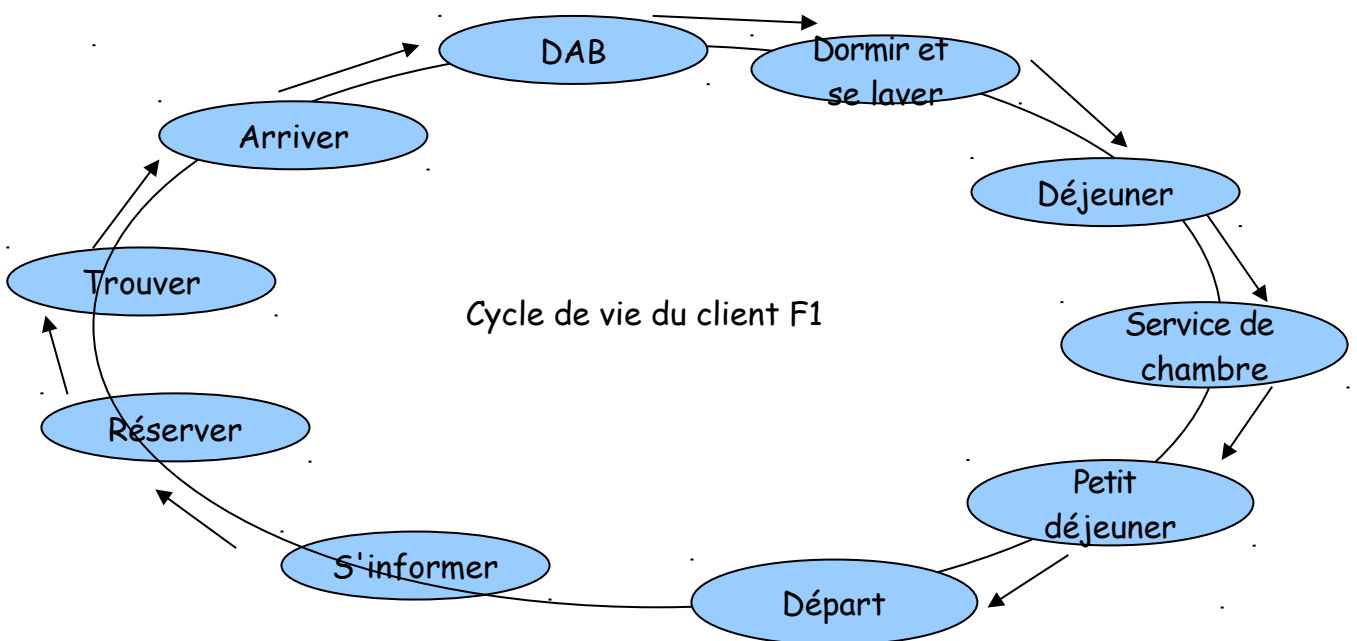 DAB
Dormir et
se laver
Arriver
Déjeuner
Trouver
Cycle de vie du client F1
Service de
chambre
Réserver
Petit
déjeuner
S'informer
Départ